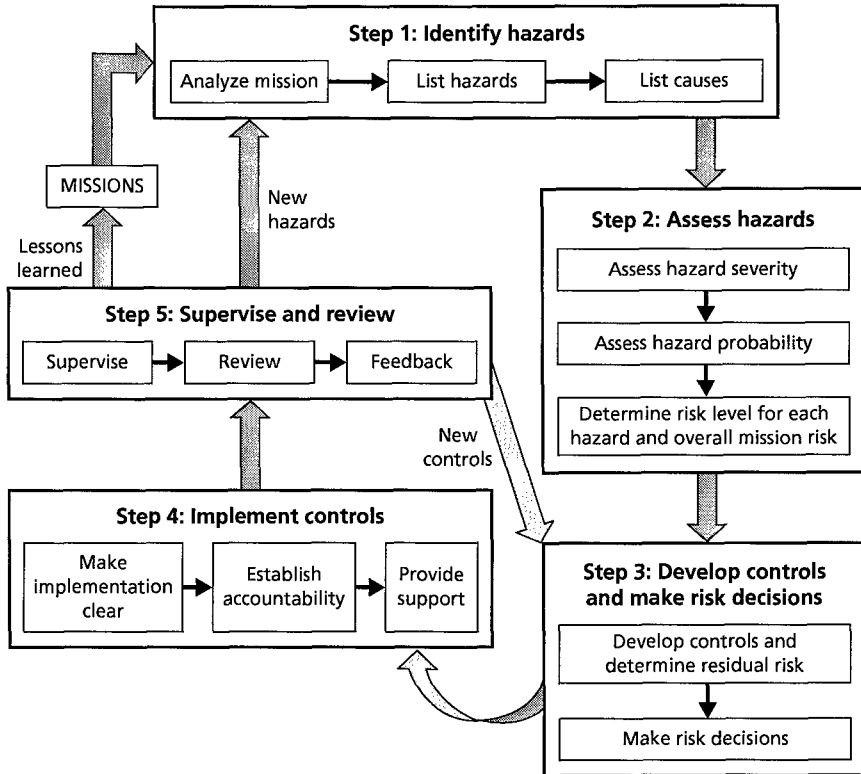 Step 1: Identify hazards
Analyze mission
List hazards
List causes
MISSIONS
New
hazards
Lessons
learned
Step 2: Assess hazards
Assess hazard severity
Assess hazard probability
Determine risk level for each
hazard and overall mission risk
Step 5: Supervise and review
Supervise
Review
Feedback
New
controls
Step 4: Implement controls
Make
implementation
clear
Establish
accountability
Provide
support
Step 3: Develop controls
and make risk decisions
Develop controls and
determine residual risk
Make risk decisions